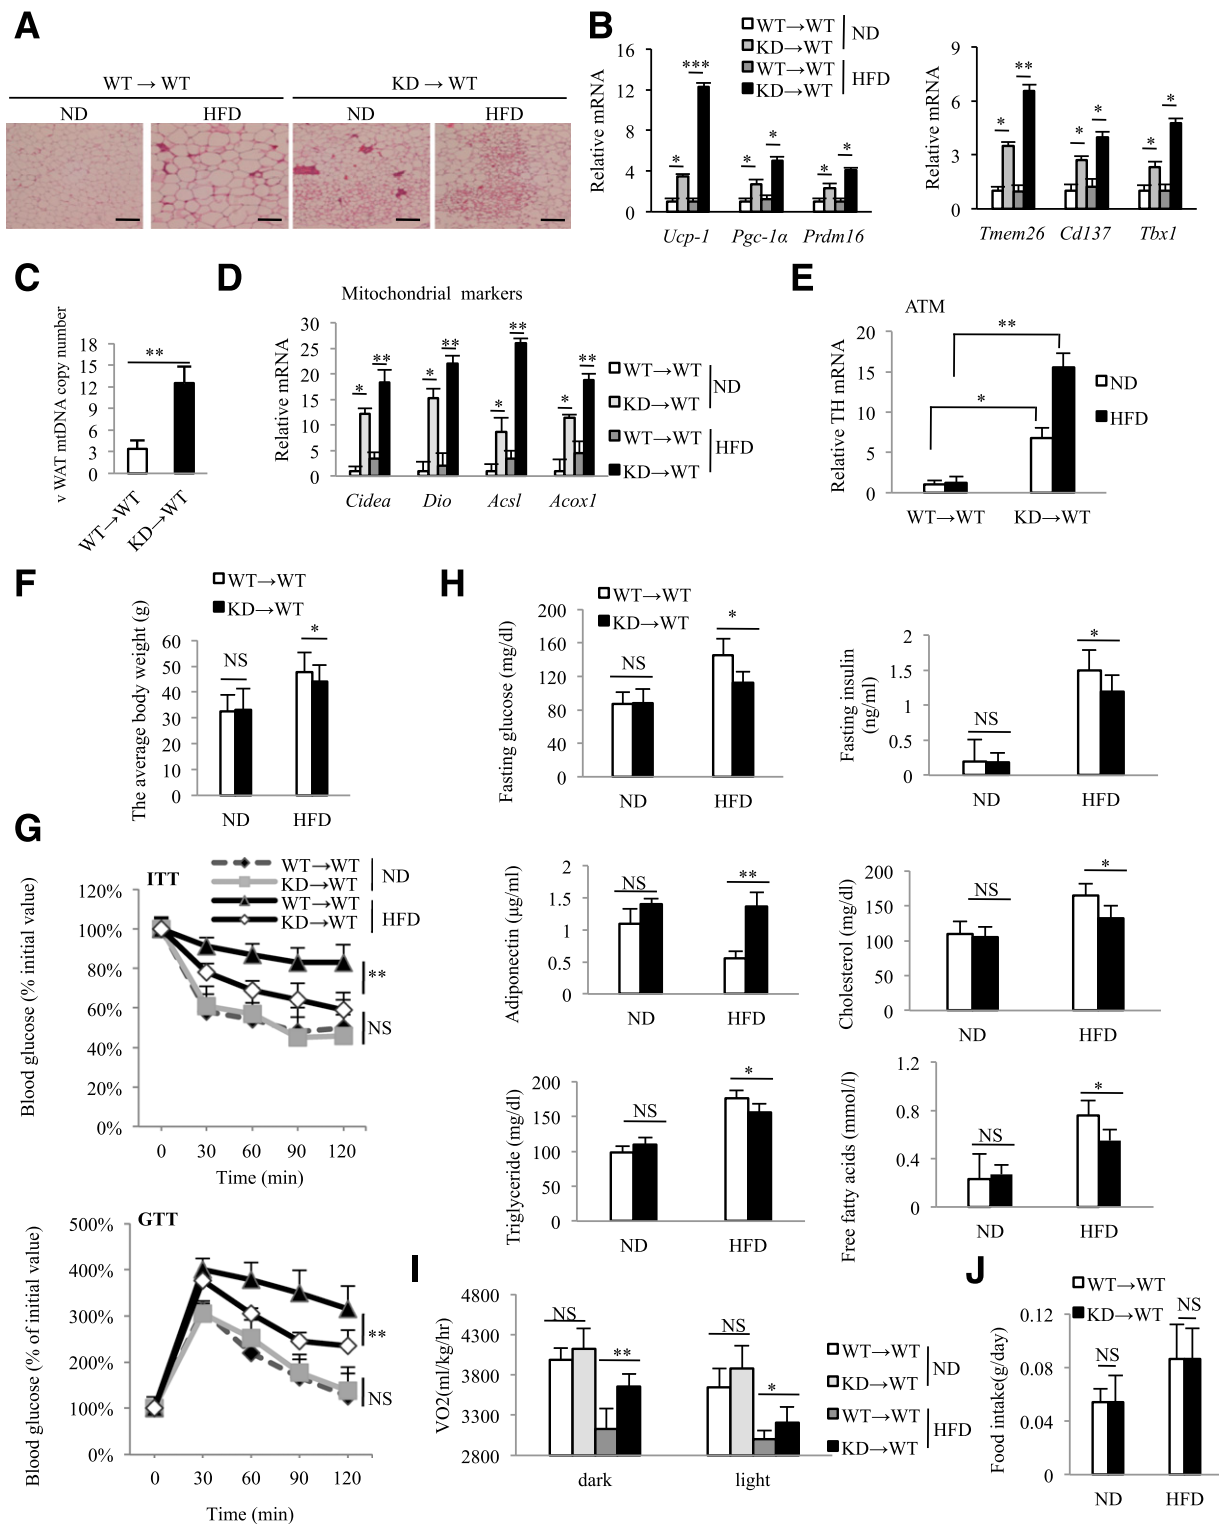 A
WT→WT
KD→WT
ND
HFD
ND
HFD
B
WT→WT
KD→WT
ND
WT→WT
KD→WT
HFD
Relative mRNA
16
12
8
4
0
*
***
*
*
*
*
Ucp-1
Pgc-1α
Prdm16
Relative mRNA
9
6
3
0
*
**
*
*
*
*
Tmem26
Cd137
Tbx1
C
v WAT mtDNA copy number
18
15
12
9
6
3
0
**
WT→WT
KD→WT
D
Mitochondrial markers
Relative mRNA
30
25
20
15
10
5
0
*
**
*
**
*
**
*
**
Cidea
Dio
Acsl
Acox1
WT→WT
KD→WT
ND
WT→WT
KD→WT
HFD
E
ATM
Relative TH mRNA
20
15
10
5
0
**
*
WT→WT
KD→WT
ND
HFD
F
WT→WT
KD→WT
The average body weight (g)
60
50
40
30
20
10
0
NS
*
ND
HFD
G
WT→WT
KD→WT
ND
WT→WT
KD→WT
HFD
ITT
Blood glucose (% initial value)
120%
100%
80%
60%
40%
20%
0%
**
NS
0 30 60 90 120
Time (min)
GTT
Blood glucose (% of initial value)
500%
400%
300%
200%
100%
0%
**
NS
0 30 60 90 120
Time (min)
H
WT→WT
KD→WT
Fasting glucose (mg/dl)
200
160
120
80
40
0
NS
*
ND
HFD
Fasting insulin
(ng/ml)
2
1.5
1
0.5
0
NS
*
ND
HFD
Adiponectin (μg/ml)
2
1.5
1
0.5
0
NS
**
ND
HFD
Cholesterol (mg/dl)
200
150
100
50
0
NS
*
ND
HFD
Triglyceride (mg/dl)
200
150
100
50
0
NS
*
ND
HFD
Free fatty acids (mmol/l)
1.2
0.8
0.4
0
NS
*
ND
HFD
I
VO2(ml/kg/hr)
4800
4300
3800
3300
2800
NS
**
NS
*
dark
light
WT→WT
KD→WT
ND
WT→WT
KD→WT
HFD
J
WT→WT
KD→WT
Food intake(g/day)
0.12
0.08
0.04
0
NS
NS
ND
HFD